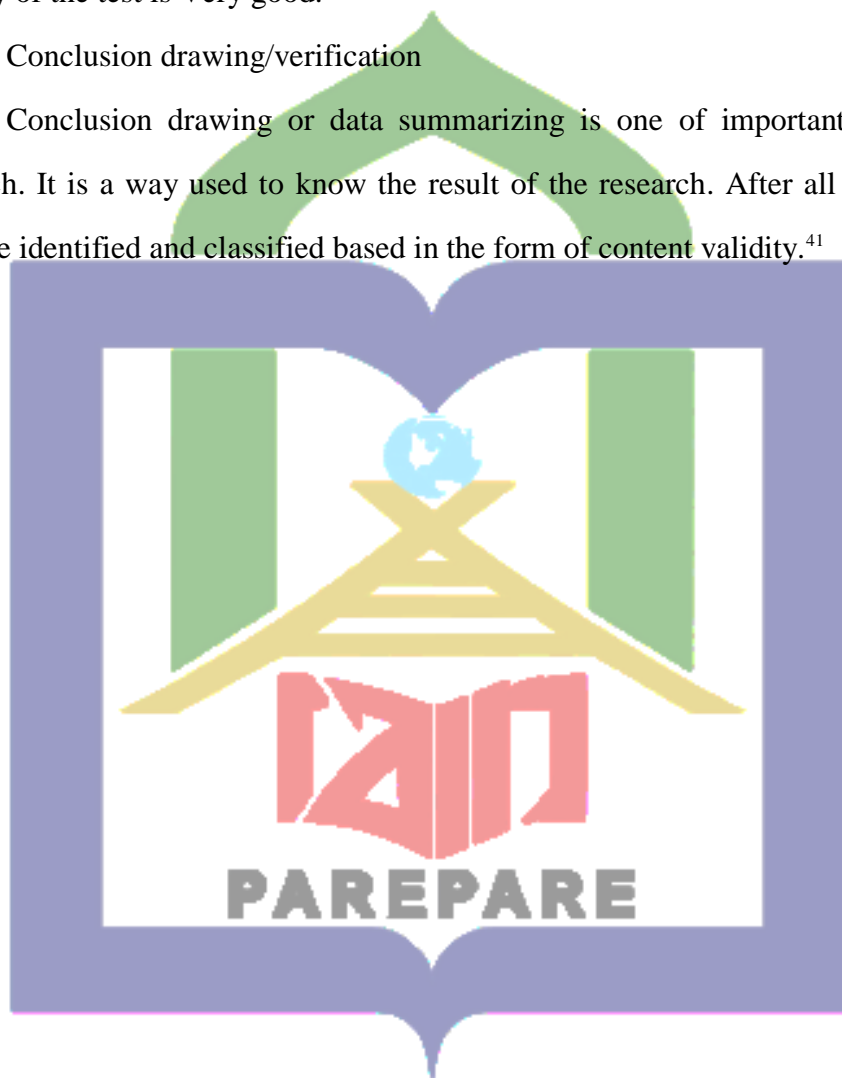 of the test is very good.
Conclusion drawing/verification
Conclusion drawing or data summarizing is one of important
It is a way used to know the result of the research. After all
identified and classified based in the form of content validity.41
iain
PAREPARE